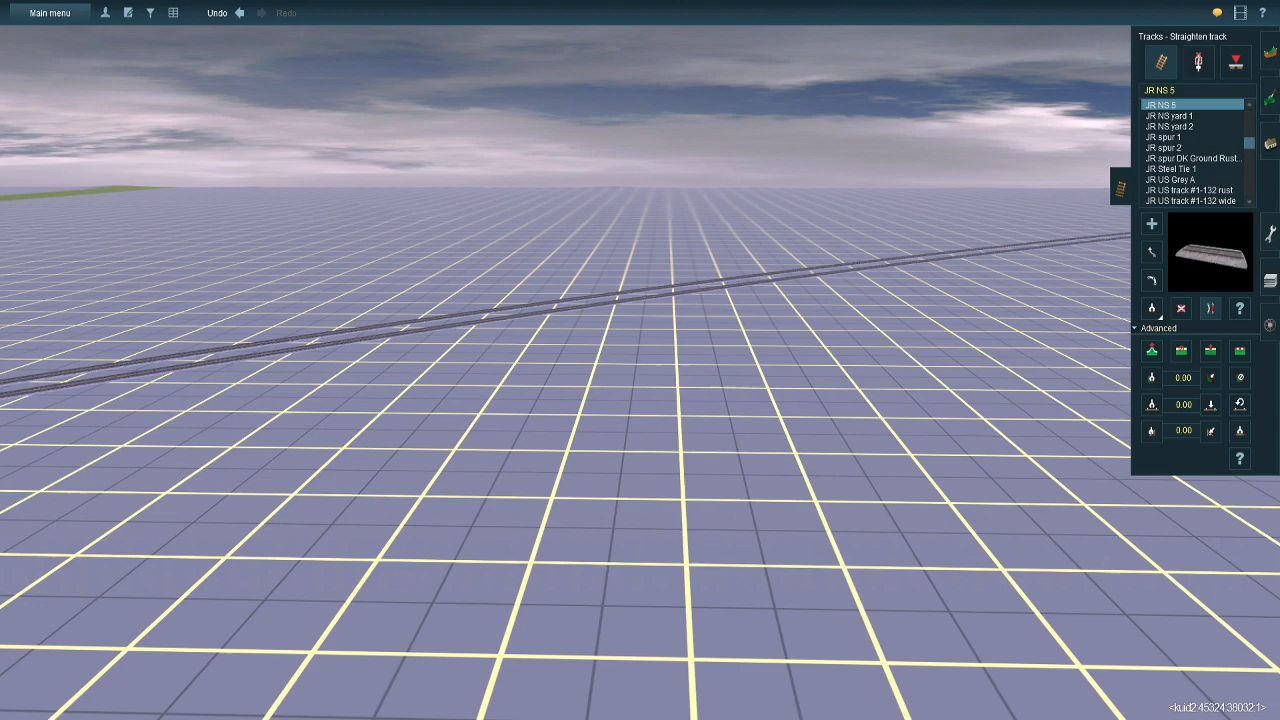 Main menu
Undo
Redo
?
Tracks - Straighten track
JR NS 5
JR NS 5
JR NS yard 1
JR NS yard 2
JR spur 1
JR spur 2
JR spur DK Ground Rust...
JR Steel Tie 1
JR US Grey A
JR US track #1-132 rust
JR US track #1-132 wide
?
Advanced
0.00
0.00
0.00
?
<kuid2:45324:38032:1>